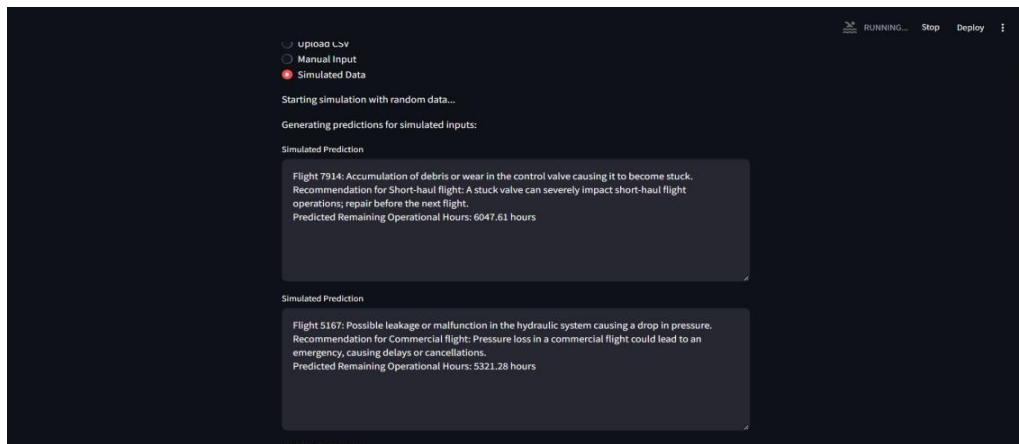 RUNNING... Stop Deploy
Upload CSV
Manual Input
Simulated Data
Starting simulation with random data...
Generating predictions for simulated inputs:
Simulated Prediction
Flight 7914: Accumulation of debris or wear in the control valve causing it to become stuck.
Recommendation for Short-haul flight: A stuck valve can severely impact short-haul flight
operations; repair before the next flight.
Predicted Remaining Operational Hours: 6047.61 hours
Simulated Prediction
Flight 5167: Possible leakage or malfunction in the hydraulic system causing a drop in pressure.
Recommendation for Commercial flight: Pressure loss in a commercial flight could lead to an
emergency, causing delays or cancellations.
Predicted Remaining Operational Hours: 5321.28 hours